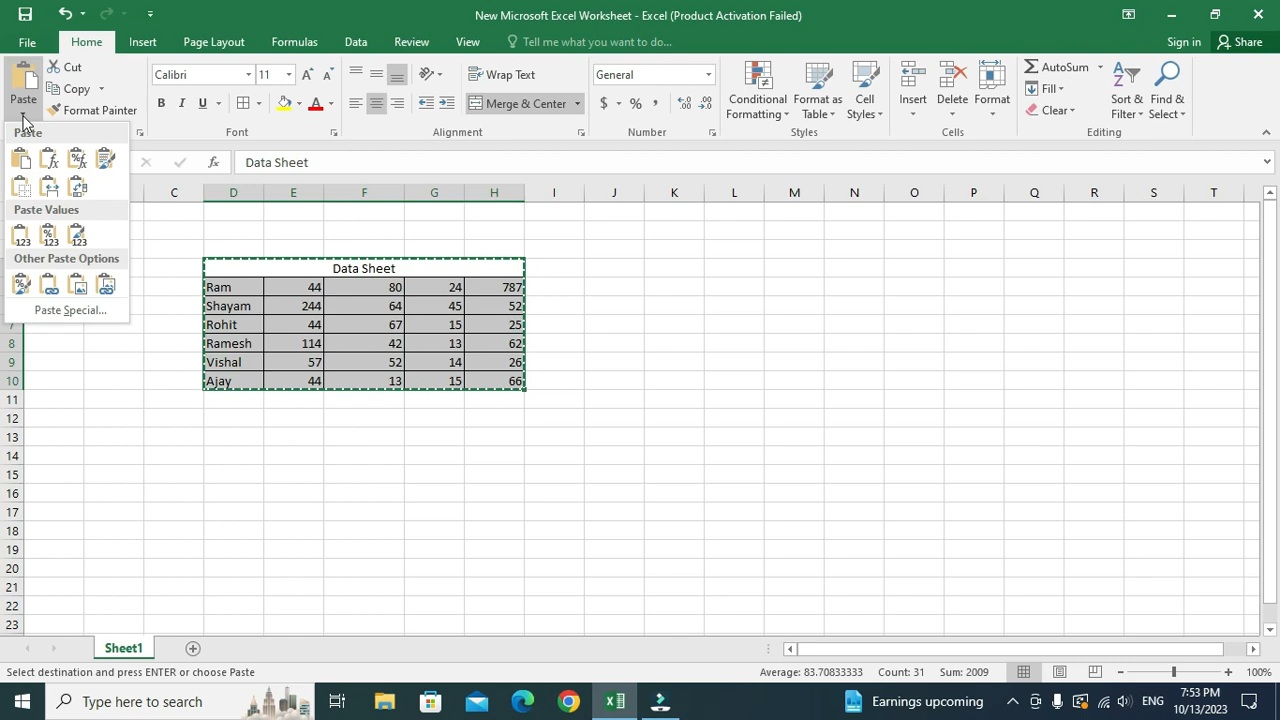 New Microsoft Excel Worksheet - Excel (Product Activation Failed)
File Home Insert Page Layout Formulas Data Review View Tell me what you want to do... Sign in Share
Paste
Cut
Copy
Format Painter
Calibri 11
B I U A
Wrap Text
Merge & Center
General
$ % ,
Conditional Formatting
Format as Table
Cell Styles
Insert Delete Format
AutoSum
Fill
Clear
Sort & Filter
Find & Select
Font Alignment Number Styles Cells Editing
Paste
Paste Values
Other Paste Options
Paste Special...
fx Data Sheet
C D E F G H I J K L M N O P Q R S T
Data Sheet
Ram 44 80 24 787
Shayam 244 64 45 52
Rohit 44 67 15 25
8 Ramesh 114 42 13 62
9 Vishal 57 52 14 26
10 Ajay 44 13 15 66
11
12
13
14
15
16
17
18
19
20
21
22
23
Sheet1
Select destination and press ENTER or choose Paste Average: 83.70833333 Count: 31 Sum: 2009 100%
Type here to search Earnings upcoming ENG 7:53 PM
10/13/2023